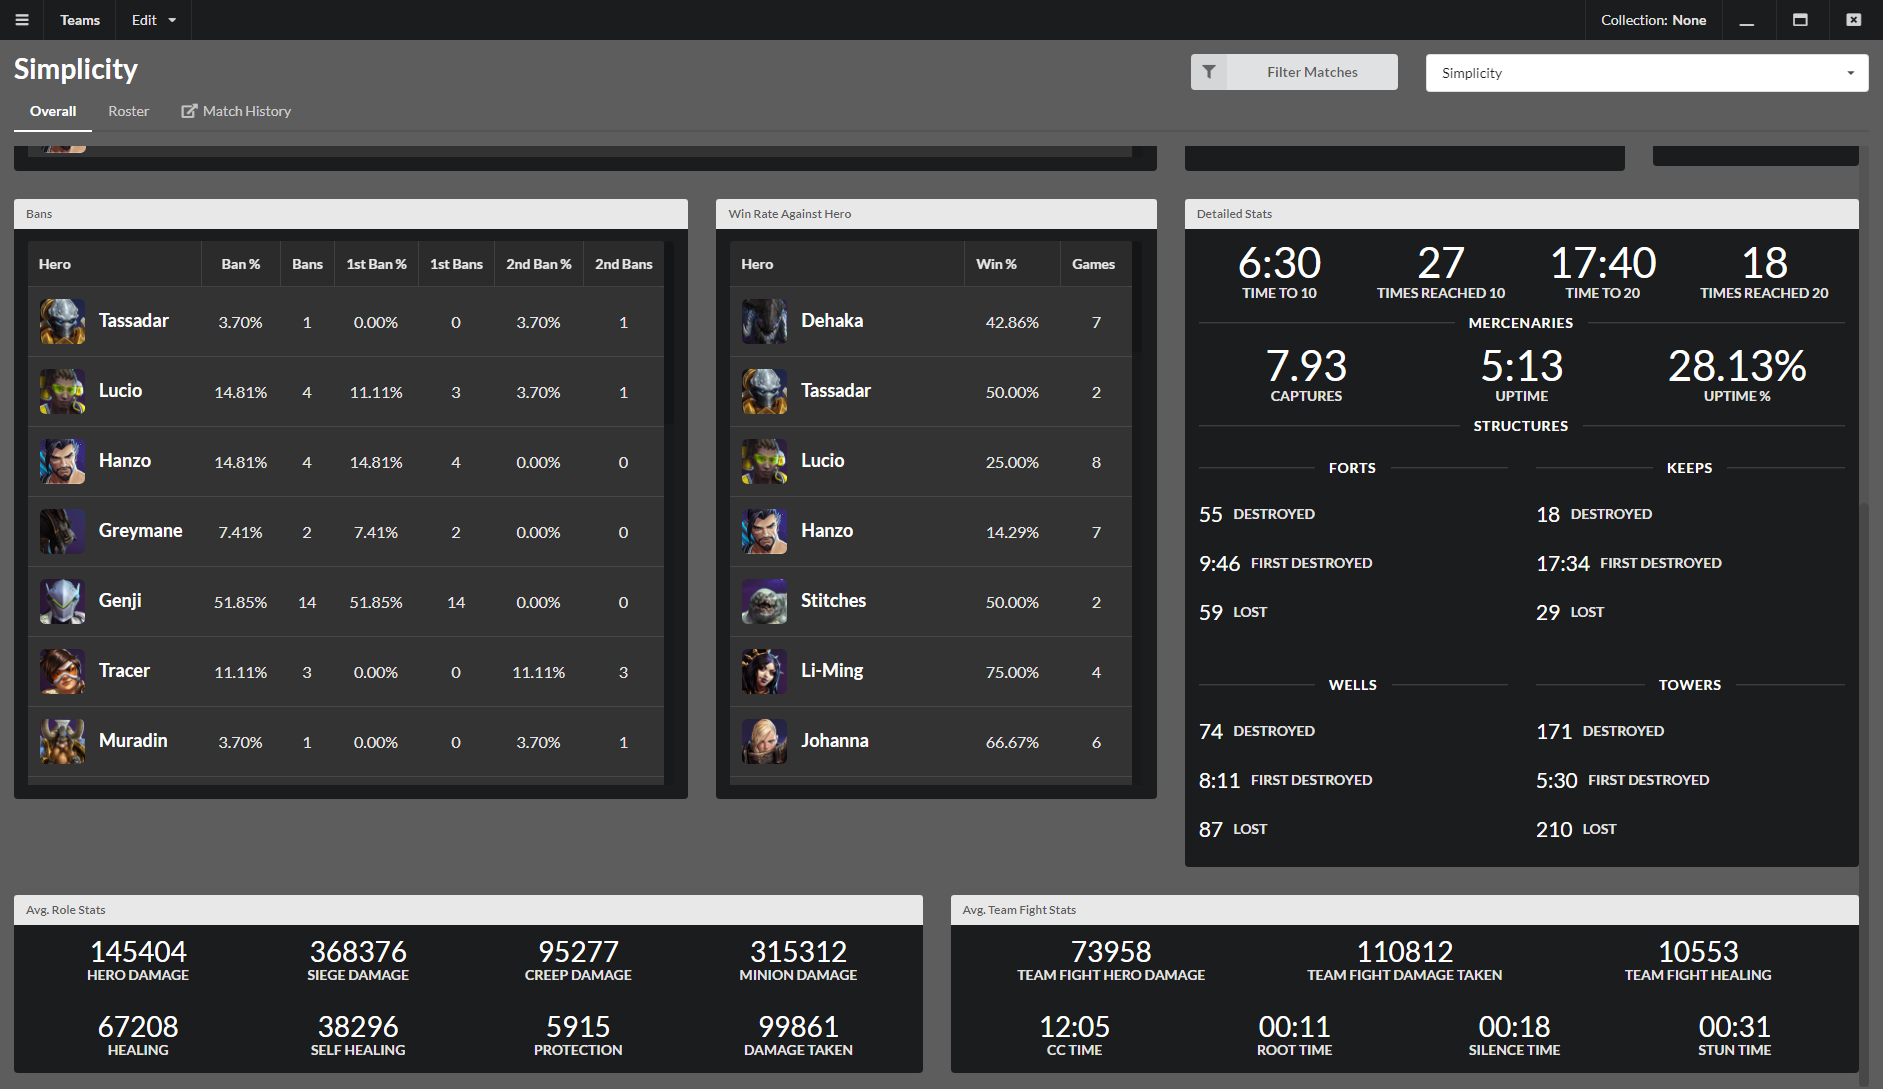 Teams Edit Collection: None
Simplicity
Filter Matches
Simplicity
Overall Roster Match History
Bans
Hero Ban % Bans 1st Ban % 1st Bans 2nd Ban % 2nd Bans
Tassadar 3.70% 1 0.00% 0 3.70% 1
Lucio 14.81% 4 11.11% 3 3.70% 1
Hanzo 14.81% 4 14.81% 4 0.00% 0
Greymane 7.41% 2 7.41% 2 0.00% 0
Genji 51.85% 14 51.85% 14 0.00% 0
Tracer 11.11% 3 0.00% 0 11.11% 3
Muradin 3.70% 1 0.00% 0 3.70% 1
Win Rate Against Hero
Hero Win % Games
Dehaka 42.86% 7
Tassadar 50.00% 2
Lucio 25.00% 8
Hanzo 14.29% 7
Stitches 50.00% 2
Li-Ming 75.00% 4
Johanna 66.67% 6
Detailed Stats
6:30 27 17:40 18
TIME TO 10 TIMES REACHED 10 TIME TO 20 TIMES REACHED 20
MERCENARIES
7.93 5:13 28.13%
CAPTURES UPTIME UPTIME %
STRUCTURES
FORTS KEEPS
55 DESTROYED 18 DESTROYED
9:46 FIRST DESTROYED 17:34 FIRST DESTROYED
59 LOST 29 LOST
WELLS TOWERS
74 DESTROYED 171 DESTROYED
8:11 FIRST DESTROYED 5:30 FIRST DESTROYED
87 LOST 210 LOST
Avg. Role Stats
145404 368376 95277 315312
HERO DAMAGE SIEGE DAMAGE CREEP DAMAGE MINION DAMAGE
67208 38296 5915 99861
HEALING SELF HEALING PROTECTION DAMAGE TAKEN
Avg. Team Fight Stats
73958 110812 10553
TEAM FIGHT HERO DAMAGE TEAM FIGHT DAMAGE TAKEN TEAM FIGHT HEALING
12:05 00:11 00:18 00:31
CC TIME ROOT TIME SILENCE TIME STUN TIME